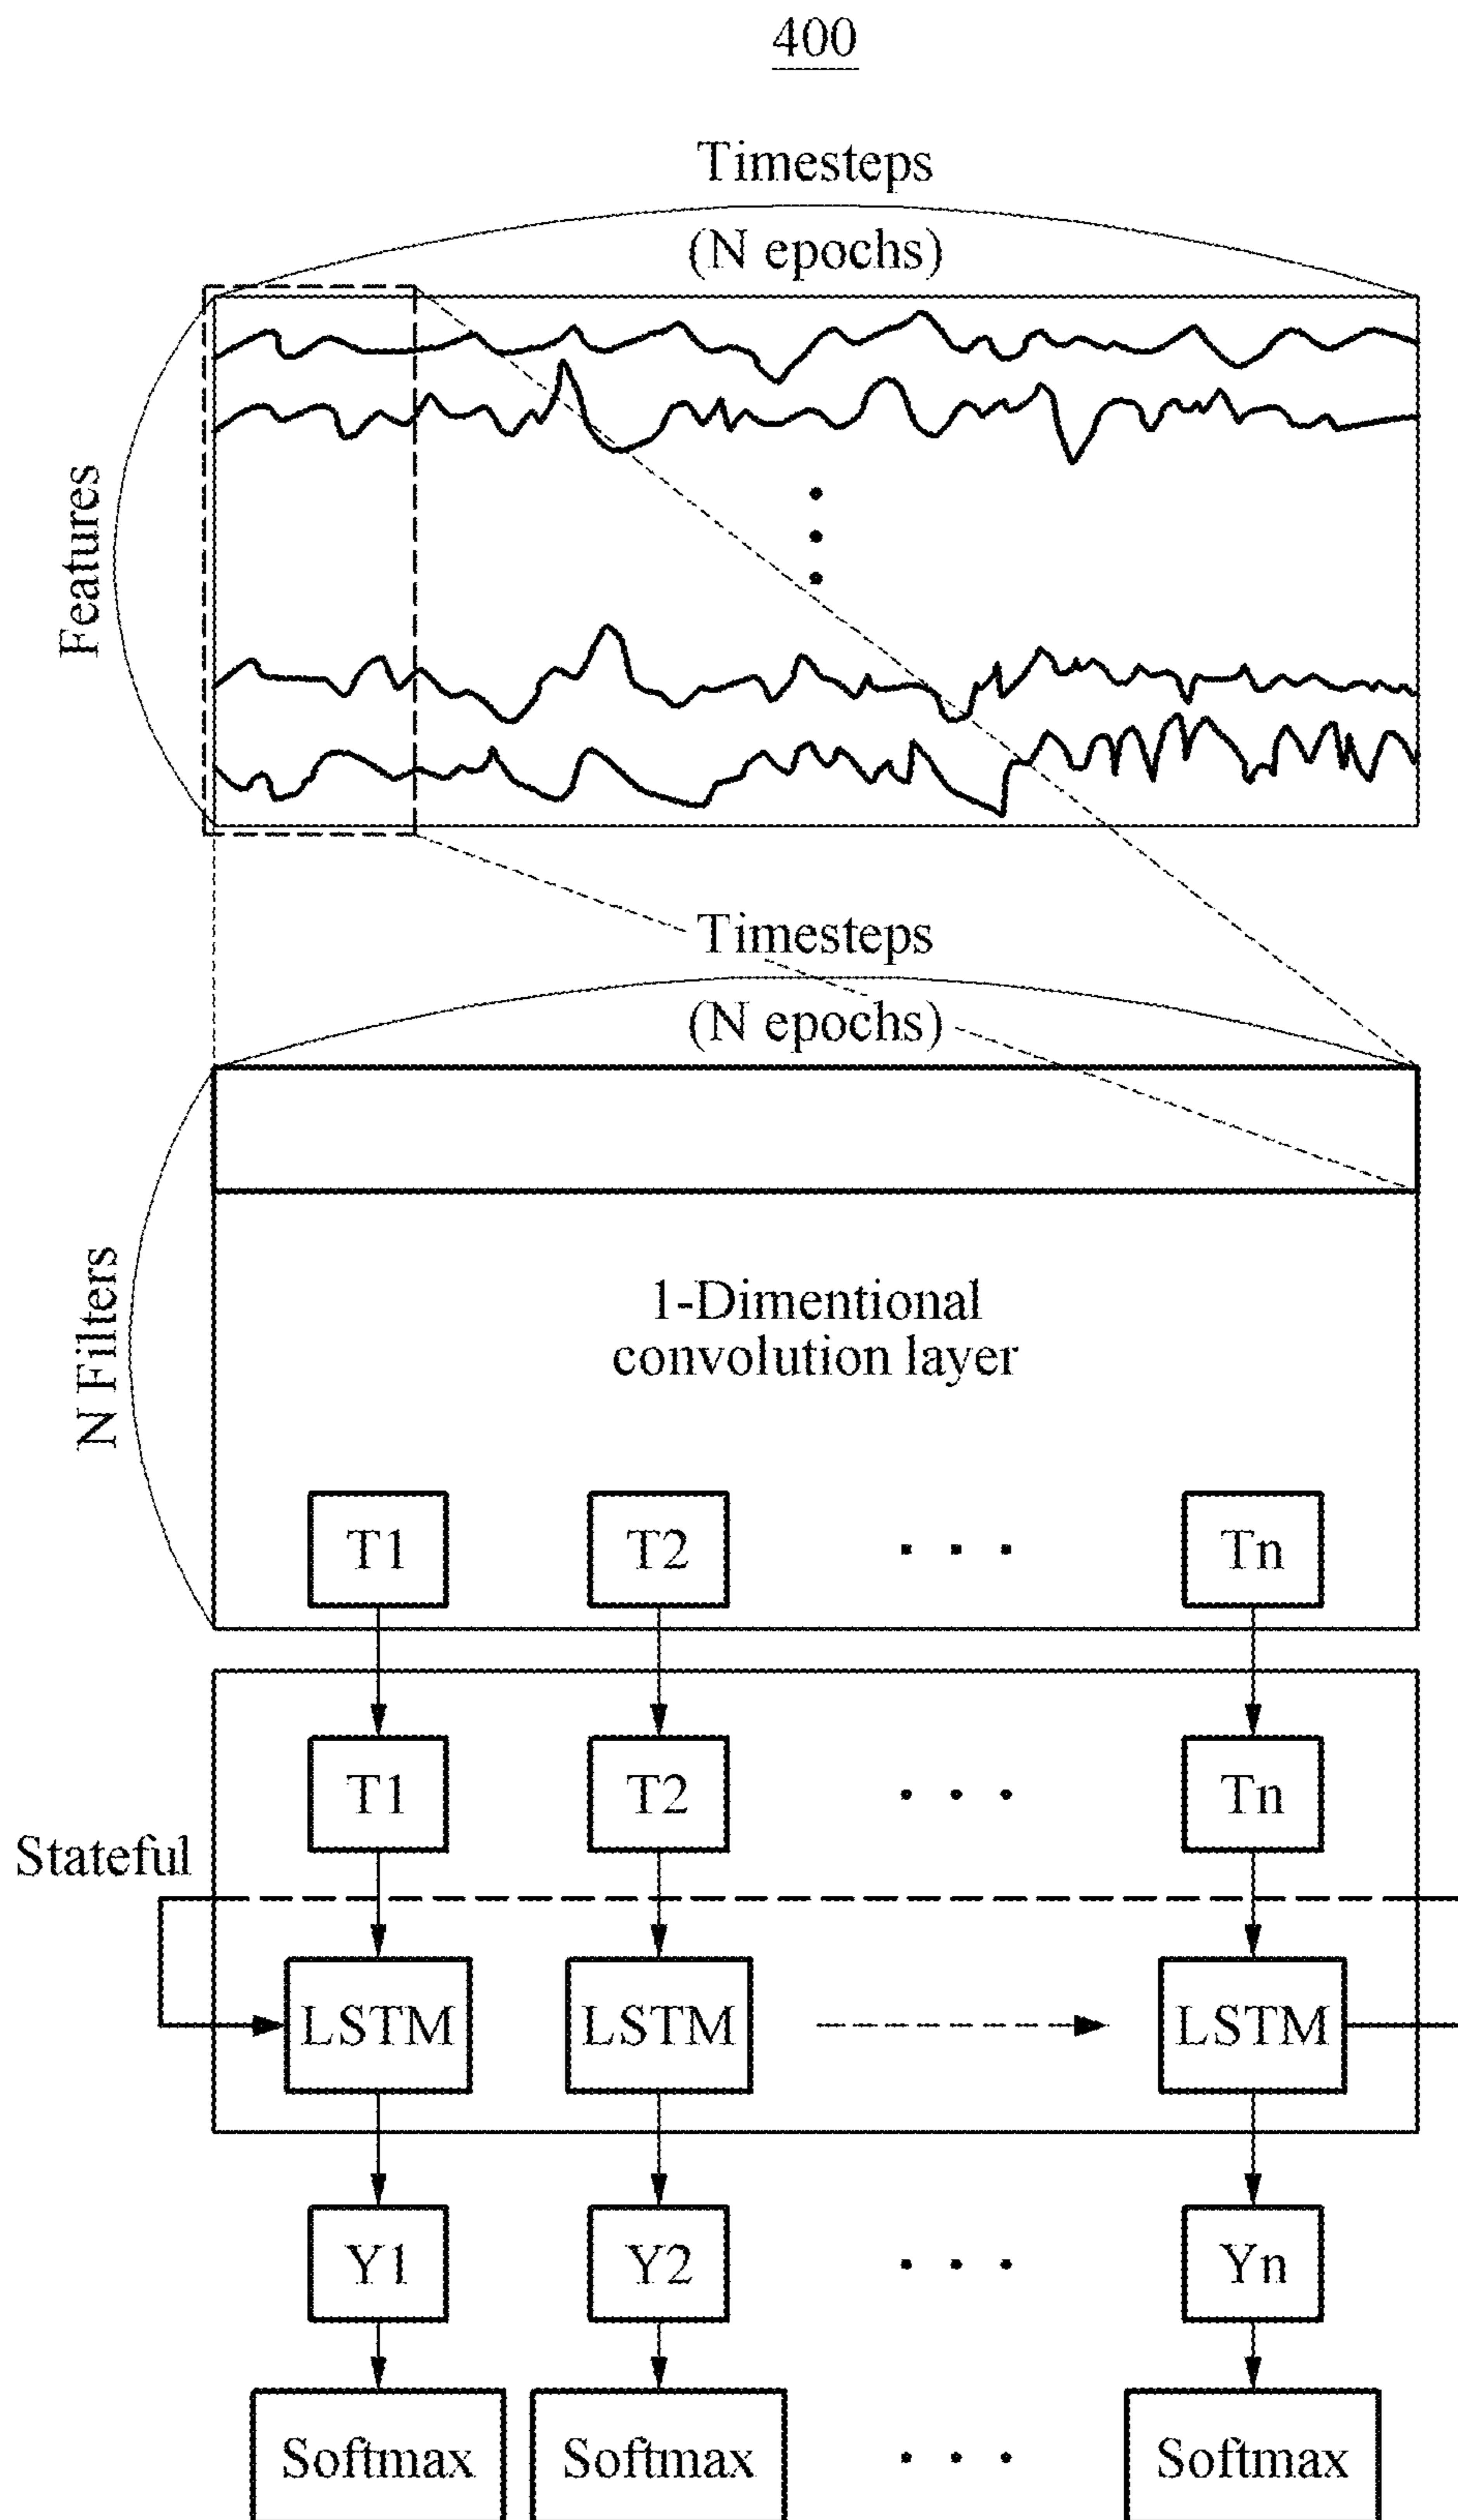 400
Timesteps
(N epochs)
Features
Timesteps
(N epochs)
N Filters
1-Dimentional
convolution layer
T1 T2 . . . Tn
T1 T2 . . . Tn
Stateful
LSTM LSTM LSTM
Y1 Y2 . . . Yn
Softmax Softmax . . . Softmax